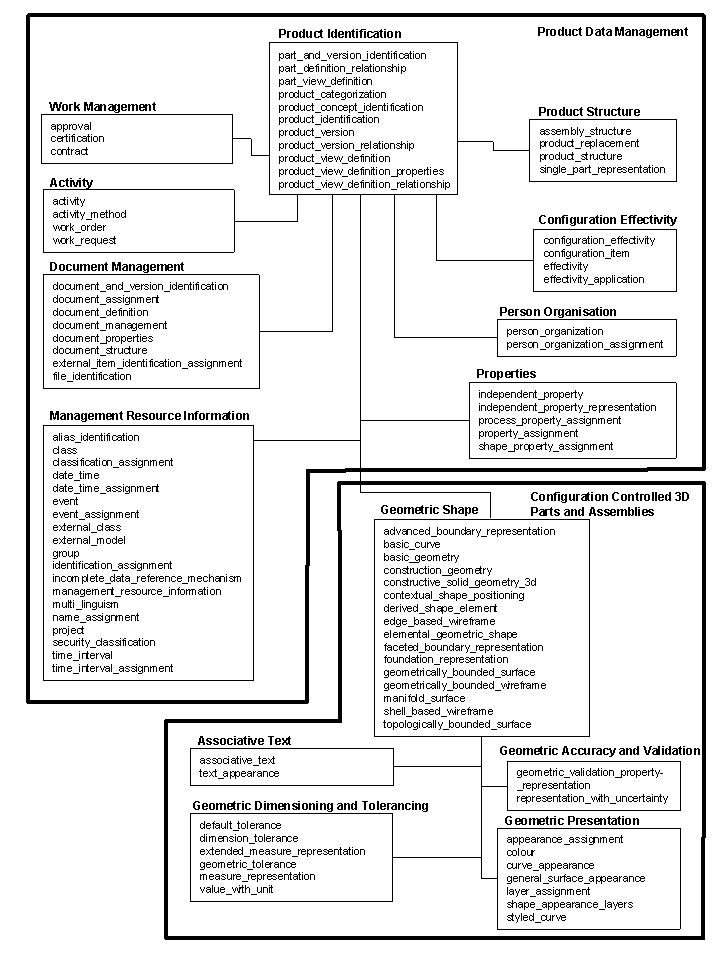 Product Identification
part_and_version_identification
part_definition_relationship
part_view_definition
product_categorization
product_concept_identification
product_identification
product_version
product_version_relationship
product_view_definition
product_view_definition_properties
product_view_definition_relationship
Product Data Management
Work Management
approval
certification
contract
Product Structure
assembly_structure
product_replacement
product_structure
single_part_representation
Activity
activity
activity_method
work_order
work_request
Configuration Effectivity
configuration_effectivity
configuration_item
effectivity
effectivity_application
Document Management
document_and_version_identification
document_assignment
document_definition
document_management
document_properties
document_structure
external_item_identification_assignment
file_identification
Person Organisation
person_organization
person_organization_assignment
Properties
independent_property
independent_property_representation
process_property_assignment
property_assignment
shape_property_assignment
Management Resource Information
alias_identification
class
classification_assignment
date_time
date_time_assignment
event
event_assignment
external_class
external_model
group
identification_assignment
incomplete_data_reference_mechanism
management_resource_information
multi_linguism
name_assignment
project
security_classification
time_interval
time_interval_assignment
Configuration Controlled 3D
Parts and Assemblies
Geometric Shape
advanced_boundary_representation
basic_curve
basic_geometry
construction_geometry
constructive_solid_geometry_3d
contextual_shape_positioning
derived_shape_element
edge_based_wireframe
elemental_geometric_shape
faceted_boundary_representation
foundation_representation
geometrically_bounded_surface
geometrically_bounded_wireframe
manifold_surface
shell_based_wireframe
topologically_bounded_surface
Associative Text
associative_text
text_appearance
Geometric Accuracy and Validation
geometric_validation_property-
_representation
representation_with_uncertainty
Geometric Dimensioning and Tolerancing
default_tolerance
dimension_tolerance
extended_measure_representation
geometric_tolerance
measure_representation
value_with_unit
Geometric Presentation
appearance_assignment
colour
curve_appearance
general_surface_appearance
layer_assignment
shape_appearance_layers
styled_curve